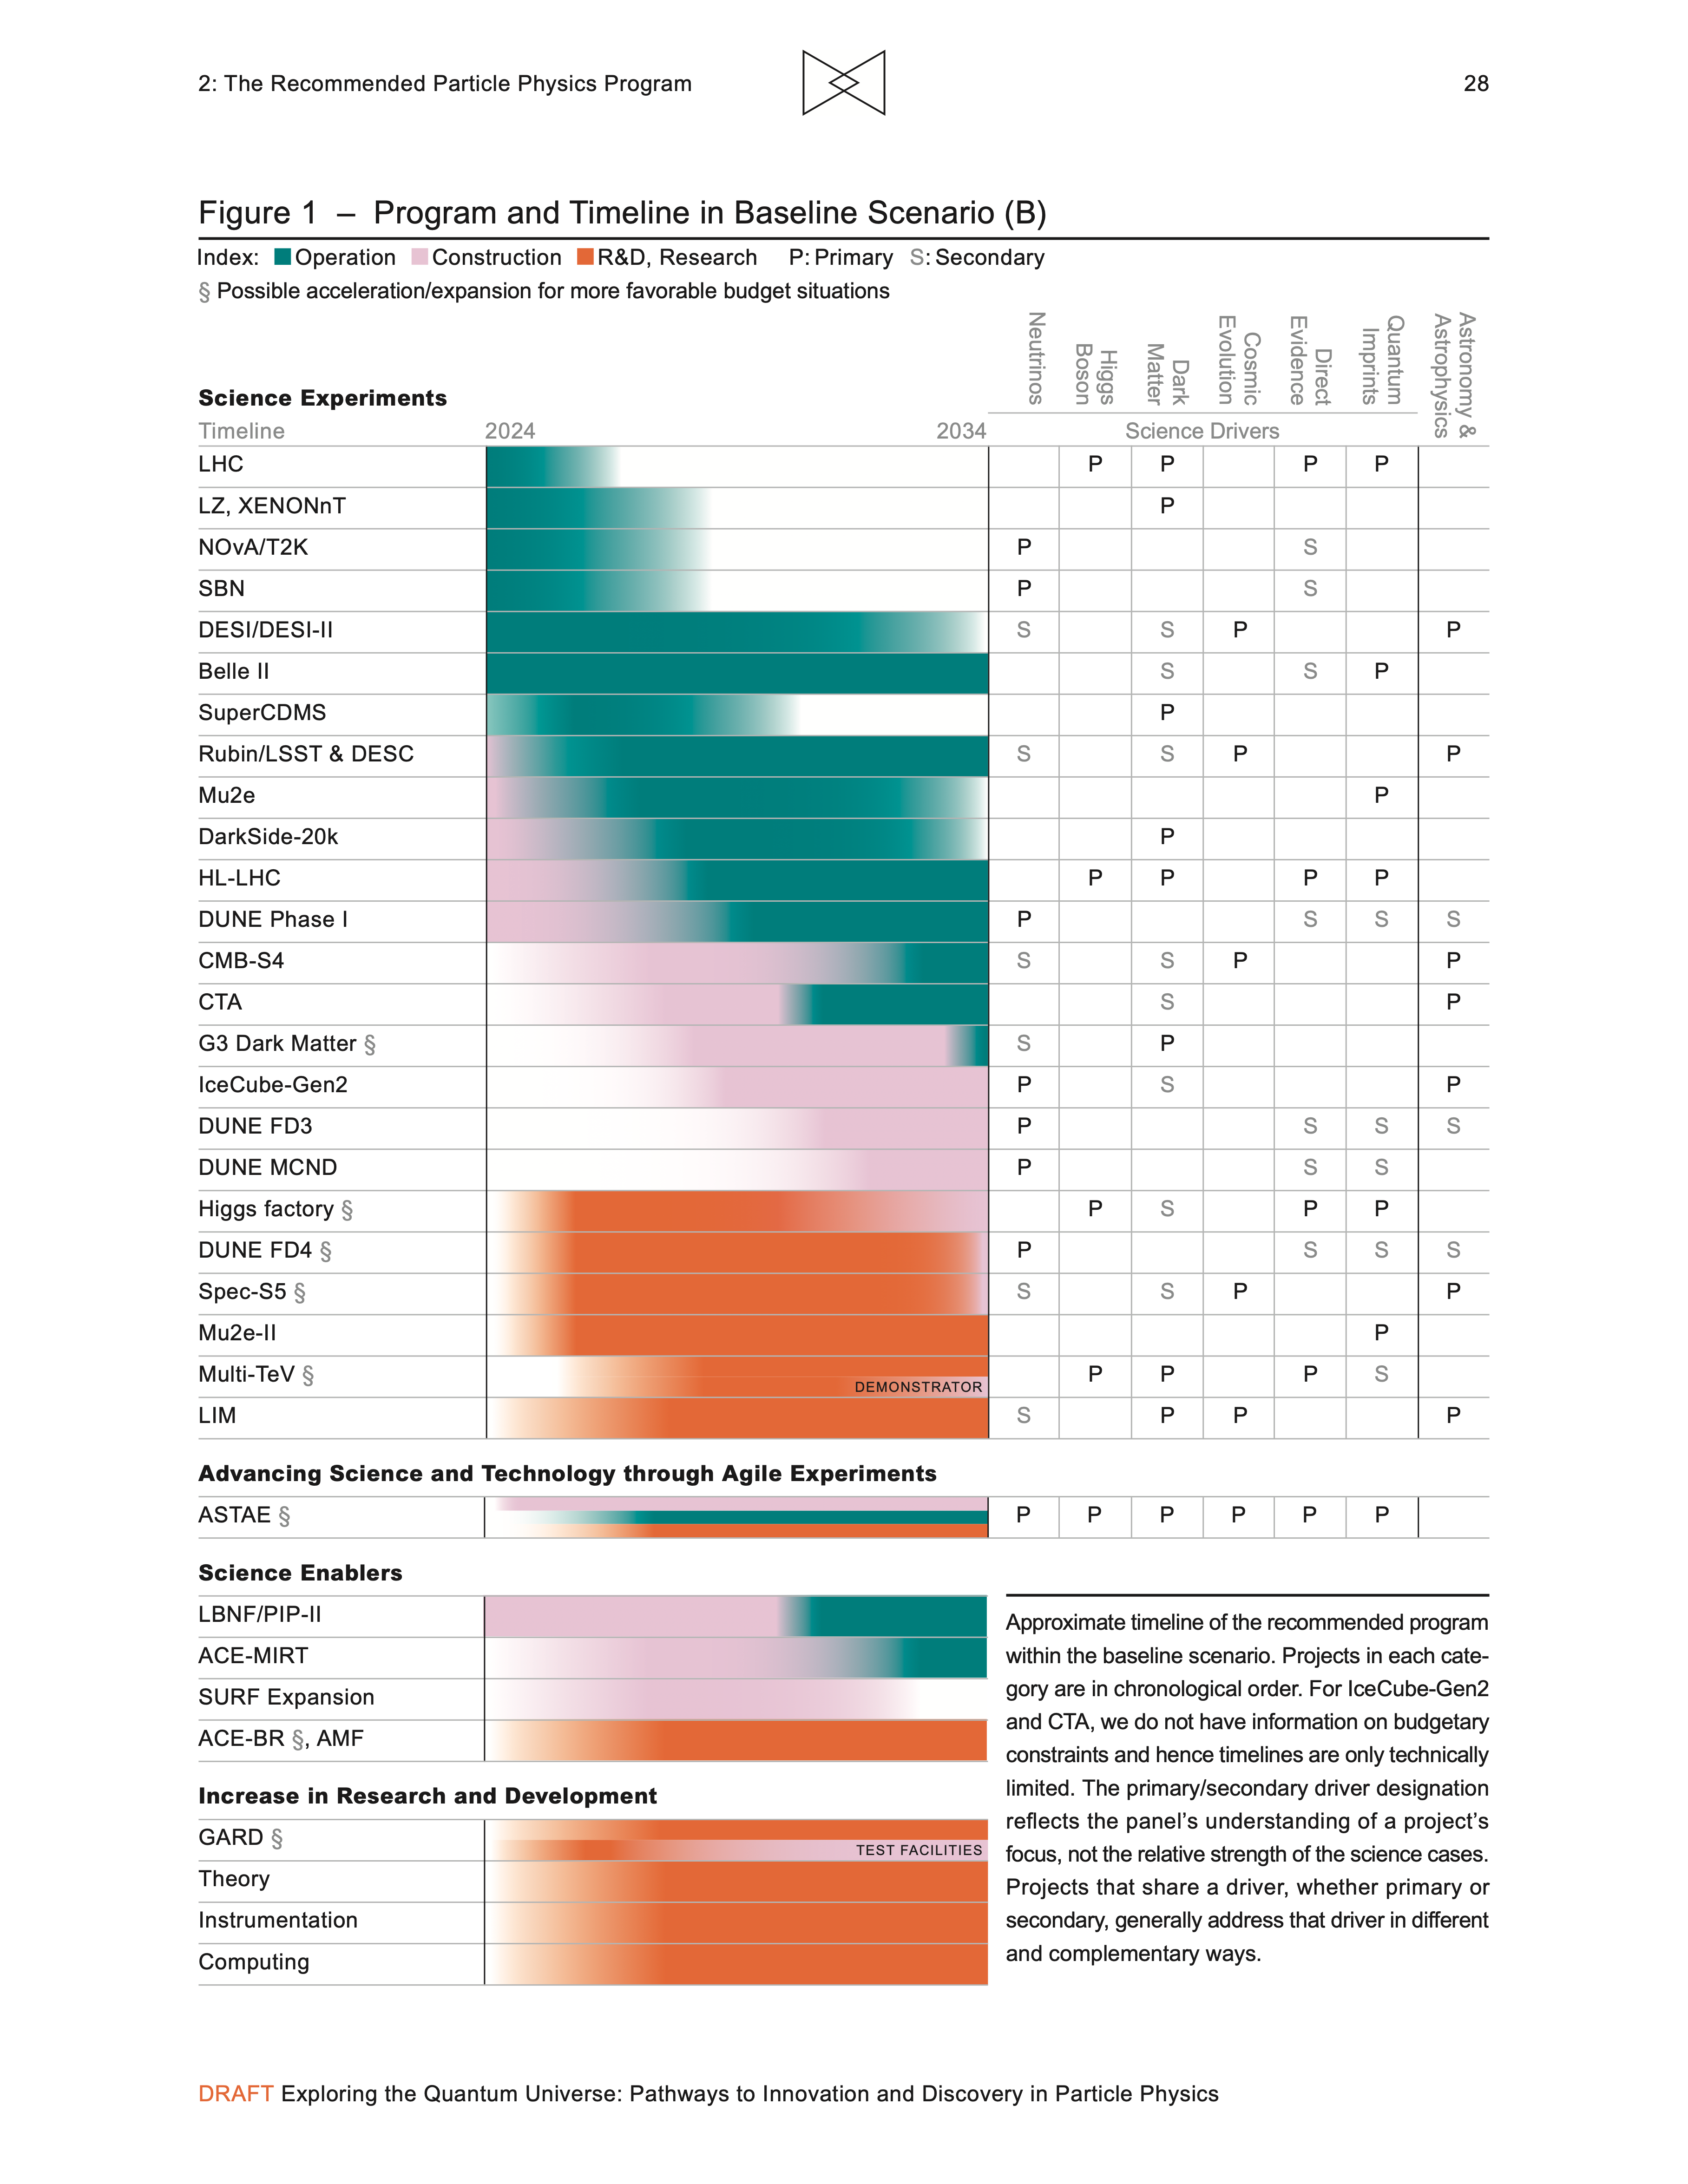 2: The Recommended Particle Physics Program
28
Figure 1 – Program and Timeline in Baseline Scenario (B)
Index: Operation Construction R&D, Research P: Primary S: Secondary
§ Possible acceleration/expansion for more favorable budget situations
Neutrinos
Higgs
Boson
Dark
Matter
Cosmic
Evolution
Direct
Evidence
Quantum
Imprints
Astronomy &
Astrophysics
Science Experiments
Timeline 2024 2034 Science Drivers
LHC P P P P
LZ, XENONnT P
NOvA/T2K P S
SBN P S
DESI/DESI-II S S P P
Belle II S S P
SuperCDMS P
Rubin/LSST & DESC S S P P
Mu2e P
DarkSide-20k P
HL-LHC P P P P
DUNE Phase I P S S S
CMB-S4 S S P P
CTA S P
G3 Dark Matter § S P
IceCube-Gen2 P S P
DUNE FD3 P S S S
DUNE MCND P S S
Higgs factory § P S P P
DUNE FD4 § P S S S
Spec-S5 § S S P P
Mu2e-II P
Multi-TeV § P P P S
DEMONSTRATOR
LIM S P P P
Advancing Science and Technology through Agile Experiments
ASTAE § P P P P P P
Science Enablers
LBNF/PIP-II
ACE-MIRT
SURF Expansion
ACE-BR §, AMF
Increase in Research and Development
GARD §
TEST FACILITIES
Theory
Instrumentation
Computing
Approximate timeline of the recommended program
within the baseline scenario. Projects in each cate-
gory are in chronological order. For IceCube-Gen2
and CTA, we do not have information on budgetary
constraints and hence timelines are only technically
limited. The primary/secondary driver designation
reflects the panel’s understanding of a project’s
focus, not the relative strength of the science cases.
Projects that share a driver, whether primary or
secondary, generally address that driver in different
and complementary ways.
DRAFT Exploring the Quantum Universe: Pathways to Innovation and Discovery in Particle Physics